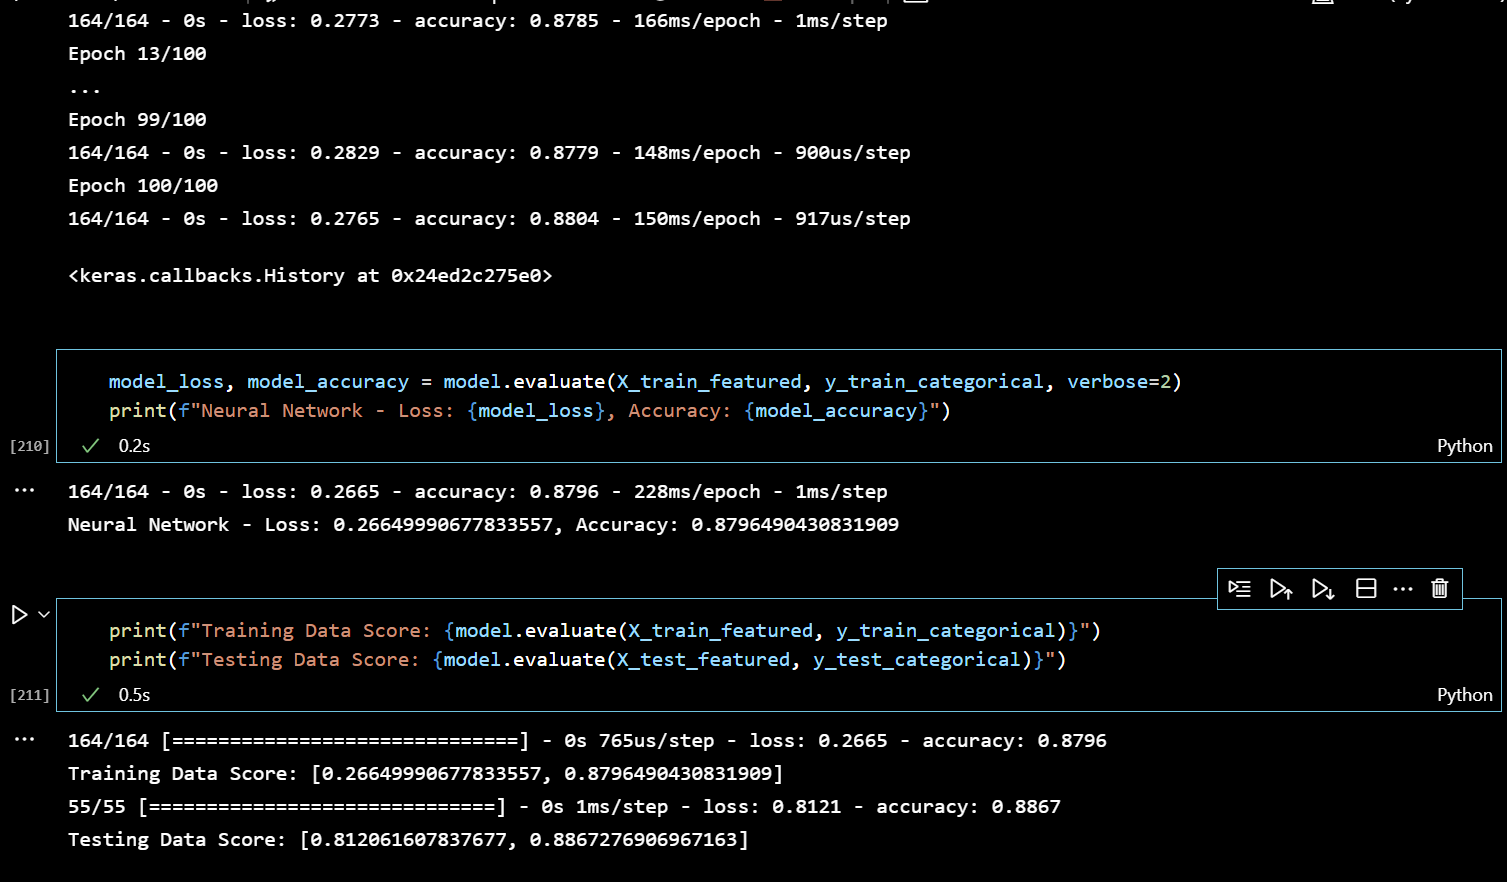 164/164 - 0s - loss: 0.2773 - accuracy: 0.8785 - 166ms/epoch - 1ms/step
Epoch 13/100
...
Epoch 99/100
164/164 - 0s - loss: 0.2829 - accuracy: 0.8779 - 148ms/epoch - 900us/step
Epoch 100/100
164/164 - 0s - loss: 0.2765 - accuracy: 0.8804 - 150ms/epoch - 917us/step
<keras.callbacks.History at 0x24ed2c275e0>
model_loss, model_accuracy = model.evaluate(X_train_featured, y_train_categorical, verbose=2)
print(f"Neural Network - Loss: {model_loss}, Accuracy: {model_accuracy}")
[210] 0.2s Python
164/164 - 0s - loss: 0.2665 - accuracy: 0.8796 - 228ms/epoch - 1ms/step
Neural Network - Loss: 0.26649990677833557, Accuracy: 0.8796490430831909
print(f"Training Data Score: {model.evaluate(X_train_featured, y_train_categorical)}")
print(f"Testing Data Score: {model.evaluate(X_test_featured, y_test_categorical)}")
[211] 0.5s Python
164/164 [==============================] - 0s 765us/step - loss: 0.2665 - accuracy: 0.8796
Training Data Score: [0.26649990677833557, 0.8796490430831909]
55/55 [==============================] - 0s 1ms/step - loss: 0.8121 - accuracy: 0.8867
Testing Data Score: [0.812061607837677, 0.8867276906967163]